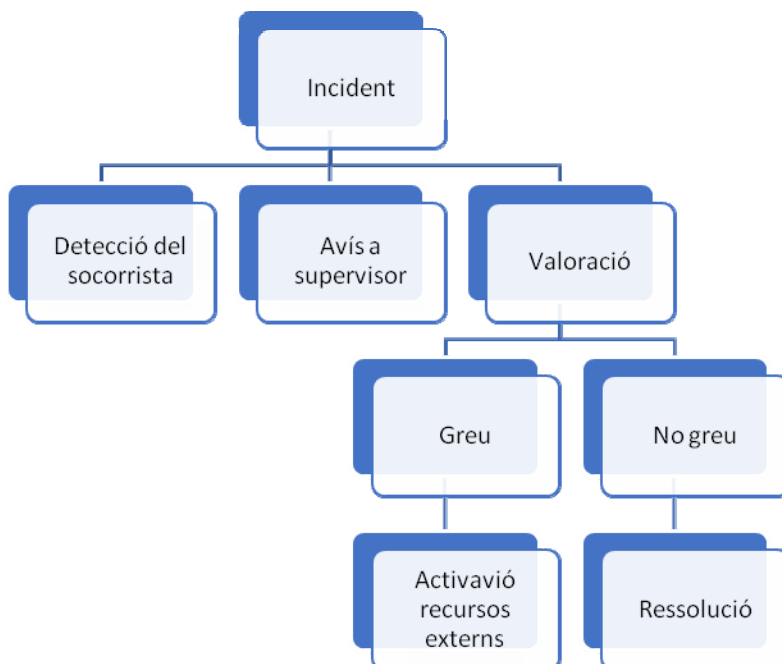 Incident
Detecció del
socorrista
Avís a
supervisor
Valoració
Greu
No greu
Activavió
recursos
externs
Ressolució